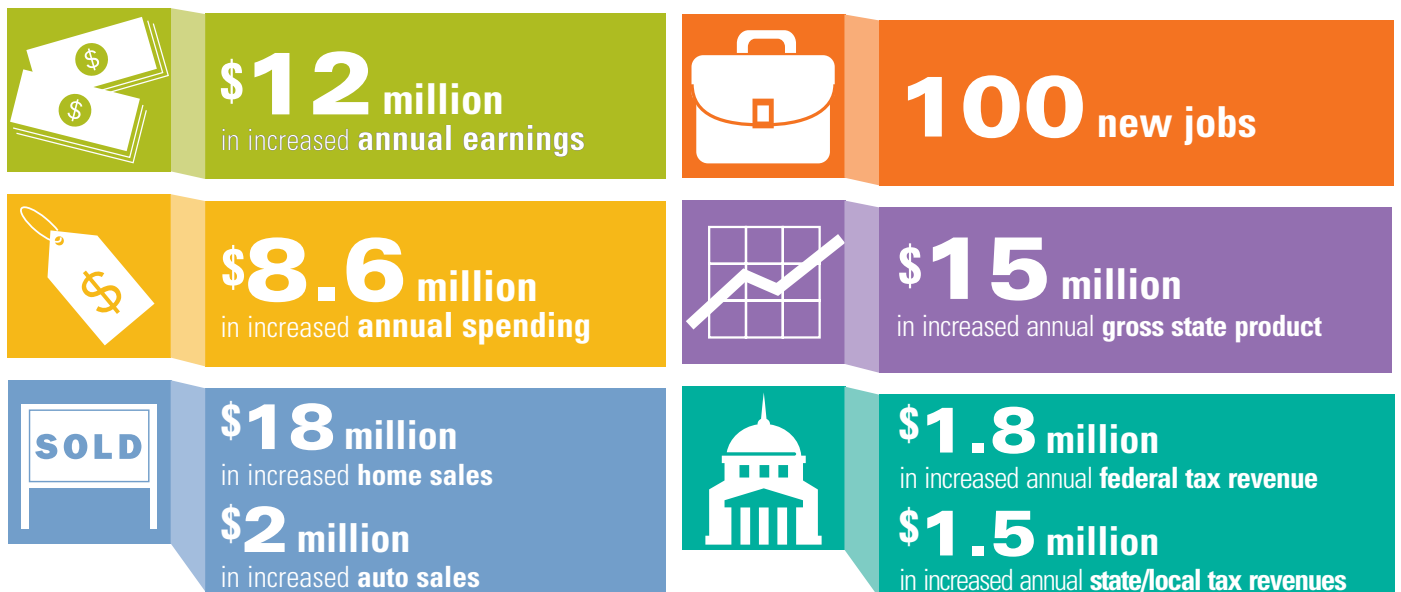 $12 million
in increased annual earnings
100 new jobs
$8.6 million
in increased annual spending
$15 million
in increased annual gross state product
SOLD
$18 million
in increased home sales
$2 million
in increased auto sales
$1.8 million
in increased annual federal tax revenue
$1.5 million
in increased annual state/local tax revenues
$
$
$